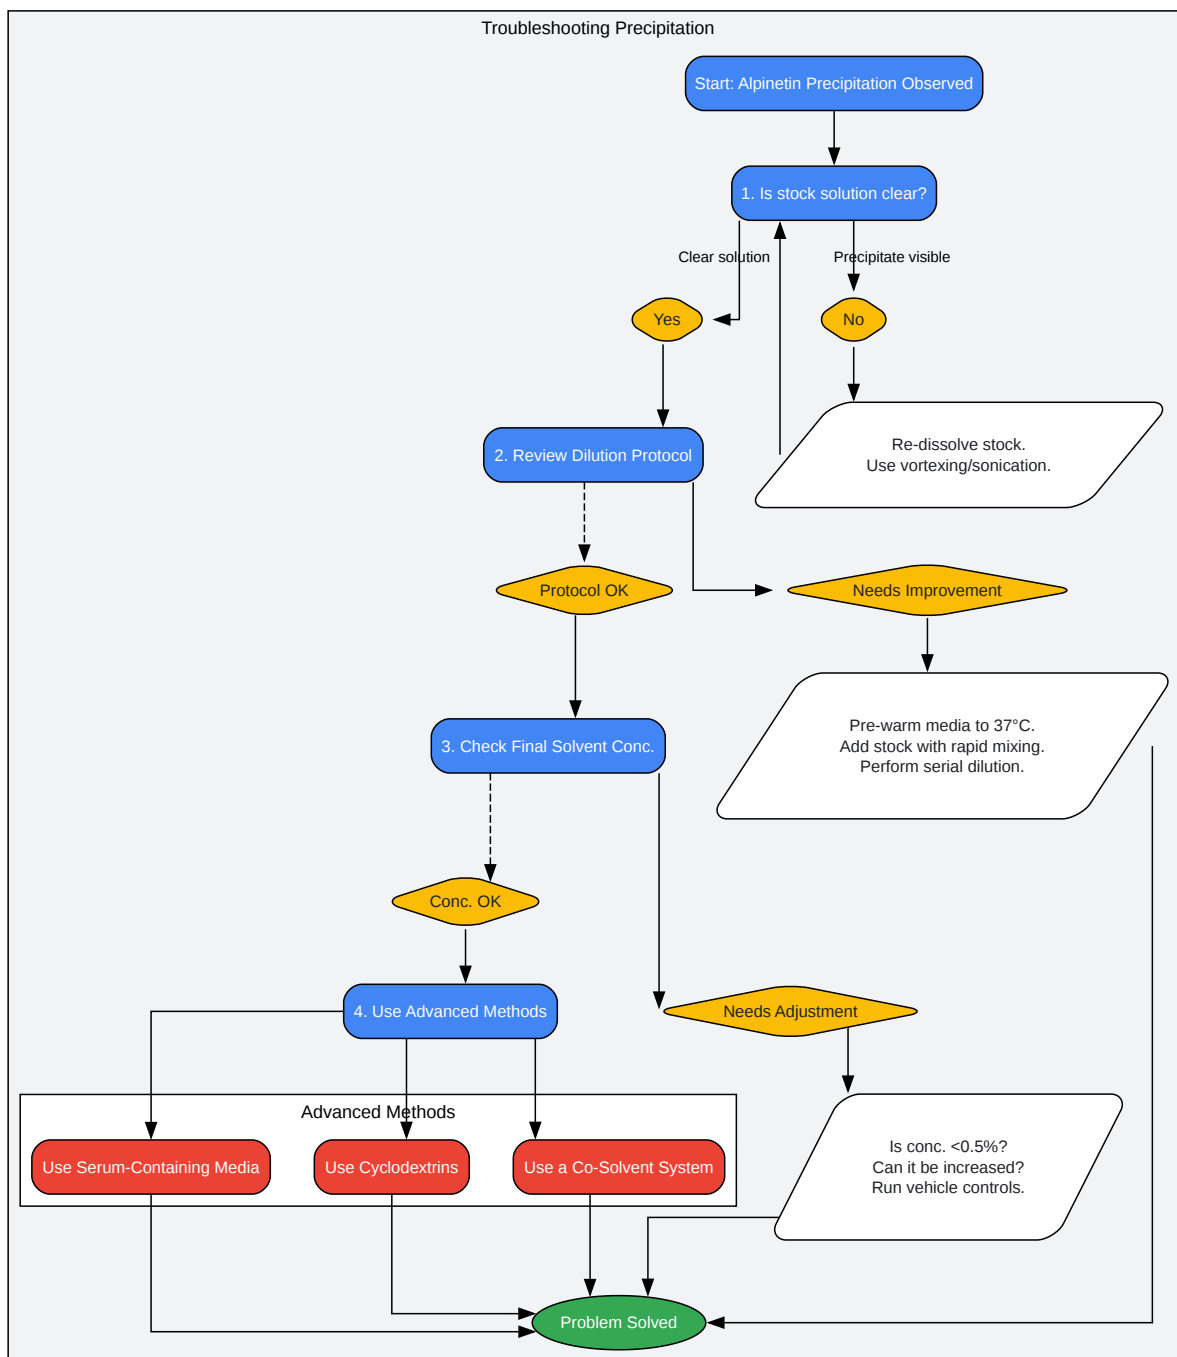 Troubleshooting Precipitation
Start: Alpinetin Precipitation Observed
1. Is stock solution clear?
Clear solution
Precipitate visible
Yes
No
Re-dissolve stock.
Use vortexing/sonication.
2. Review Dilution Protocol
Protocol OK
Needs Improvement
Pre-warm media to 37°C.
Add stock with rapid mixing.
Perform serial dilution.
3. Check Final Solvent Conc.
Conc. OK
4. Use Advanced Methods
Needs Adjustment
Is conc. <0.5%?
Can it be increased?
Run vehicle controls.
Advanced Methods
Use Serum-Containing Media
Use Cyclodextrins
Use a Co-Solvent System
Problem Solved